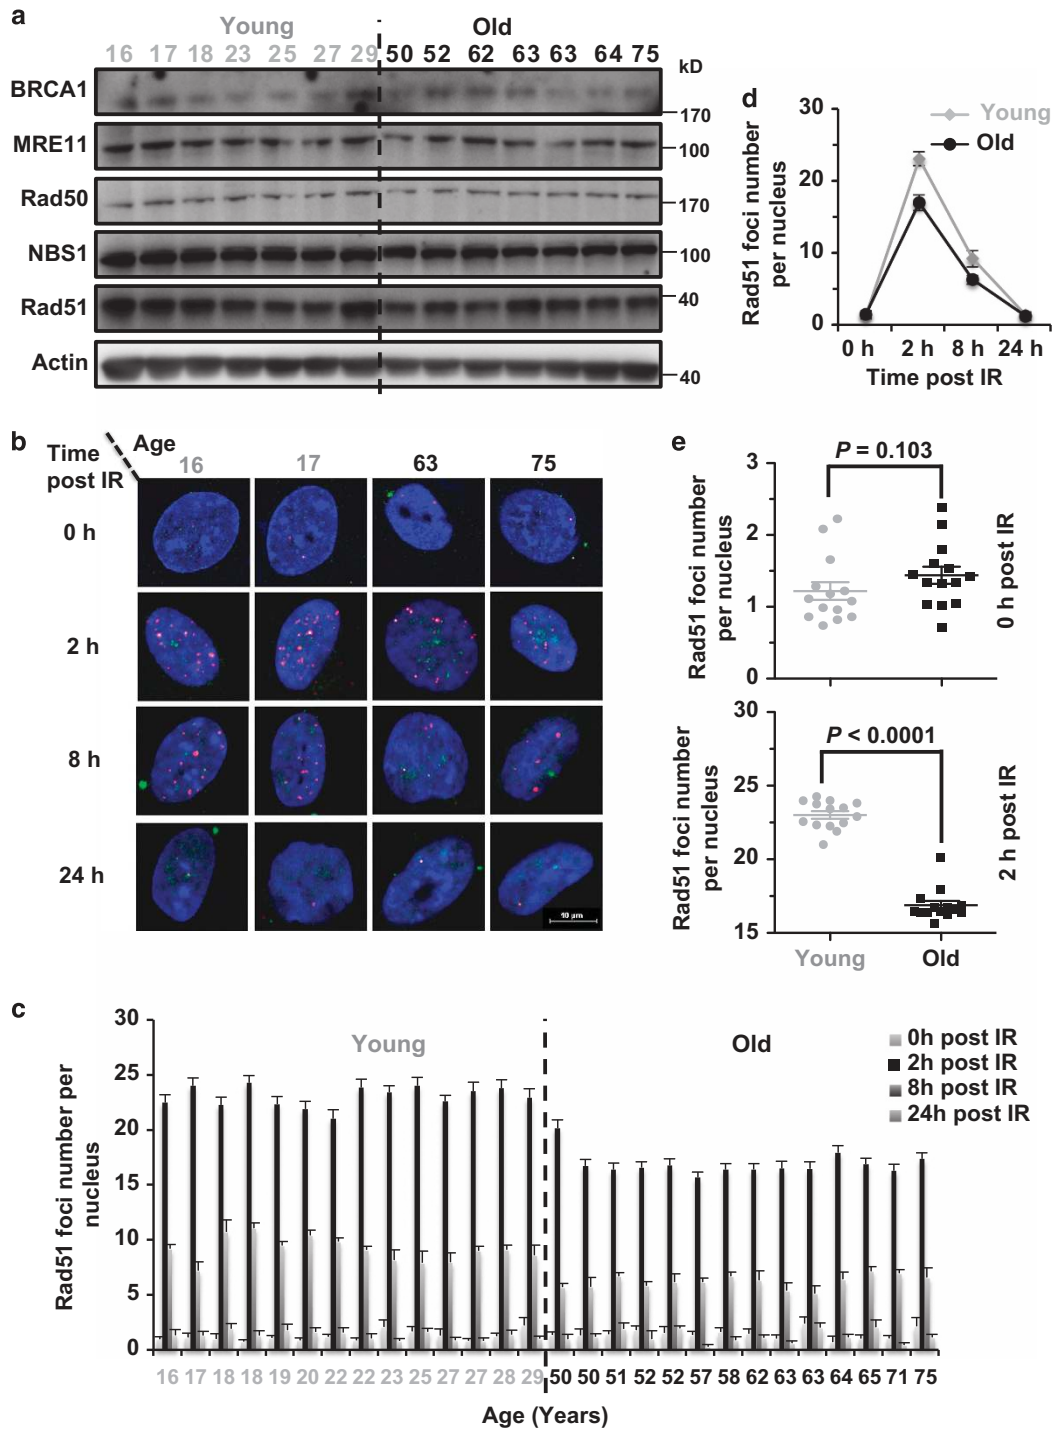 a
Young Old
16 17 18 23 25 27 29 50 52 62 63 63 64 75
kD
BRCA1
170
MRE11
100
Rad50
170
NBS1
100
Rad51
40
Actin
40
b
Time post IR
Age
16 17 63 75
0 h
2 h
8 h
24 h
10 µm
d
Rad51 foci number
per nucleus
30
20
10
0
Young
Old
0 h 2 h 8 h 24 h
Time post IR
e
P = 0.103
Rad51 foci number
per nucleus
3
2
1
0
0 h post IR
P < 0.0001
Rad51 foci number
per nucleus
30
25
20
15
2 h post IR
Young Old
c
Rad51 foci number per
nucleus
30
25
20
15
10
5
0
Young Old
0h post IR
2h post IR
8h post IR
24h post IR
16 17 18 18 19 20 22 22 23 25 27 27 28 29 50 50 51 52 52 57 58 62 63 63 64 65 71 75
Age (Years)